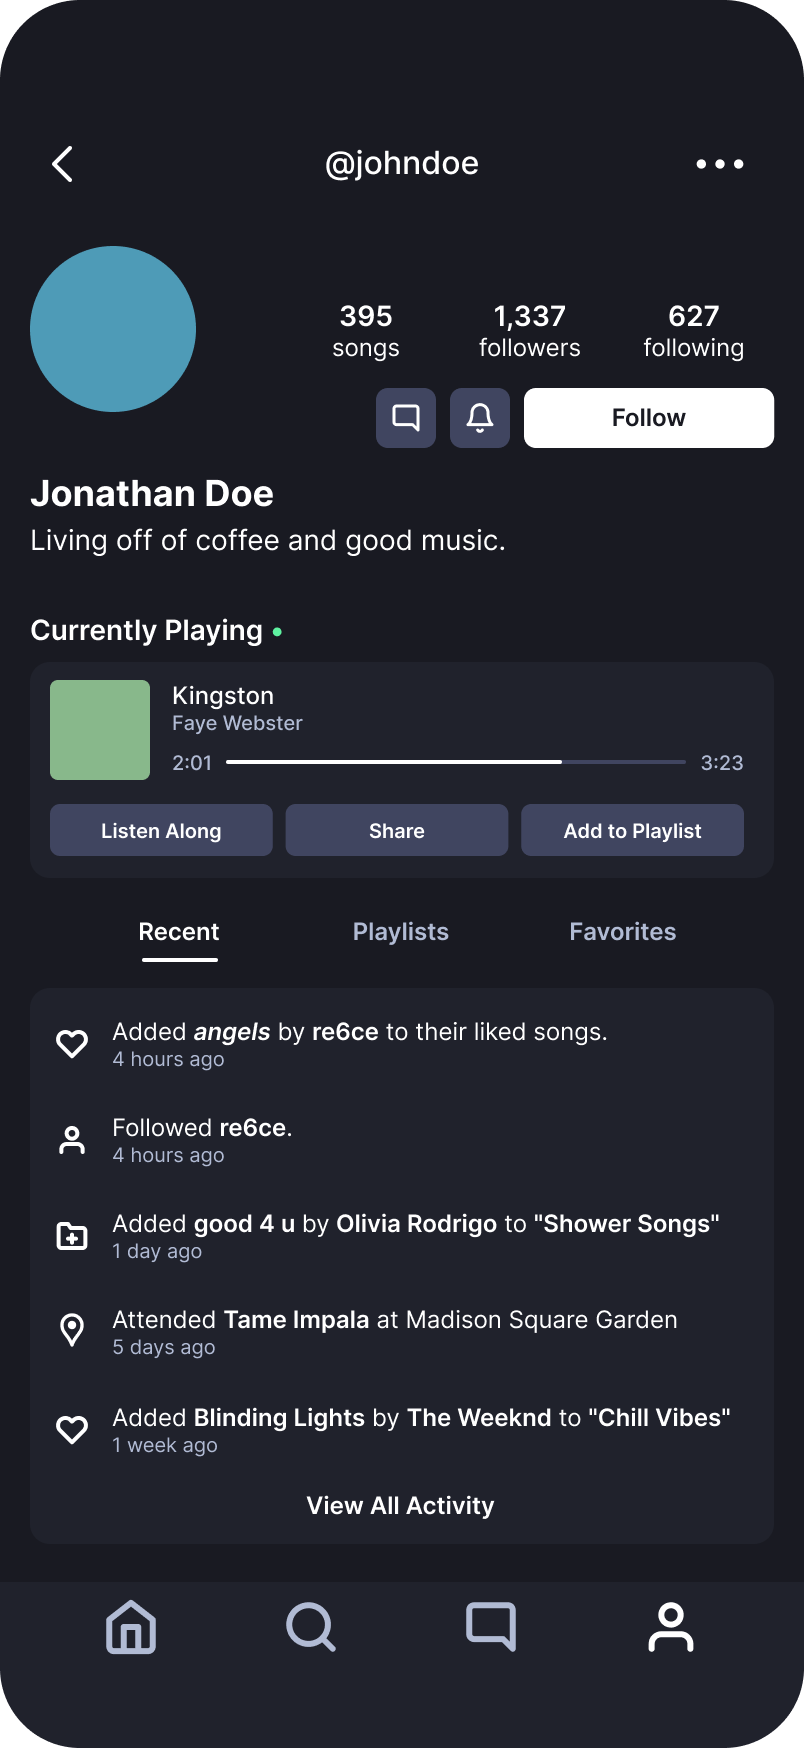 @johndoe
395 1,337 627
songs followers following
Follow
Jonathan Doe
Living off of coffee and good music.
Currently Playing
Kingston
Faye Webster
2:01 3:23
Listen Along Share Add to Playlist
Recent Playlists Favorites
Added angels by re6ce to their liked songs.
4 hours ago
Followed re6ce.
4 hours ago
Added good 4 u by Olivia Rodrigo to "Shower Songs"
1 day ago
Attended Tame Impala at Madison Square Garden
5 days ago
Added Blinding Lights by The Weeknd to "Chill Vibes"
1 week ago
View All Activity